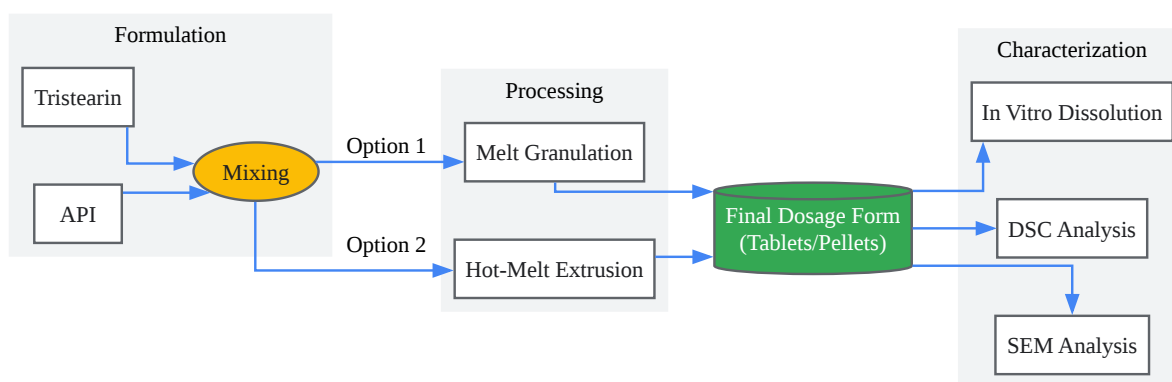 Formulation
Tristearin
API
Mixing
Option 1
Option 2
Processing
Melt Granulation
Hot-Melt Extrusion
Final Dosage Form
(Tablets/Pellets)
Characterization
In Vitro Dissolution
DSC Analysis
SEM Analysis